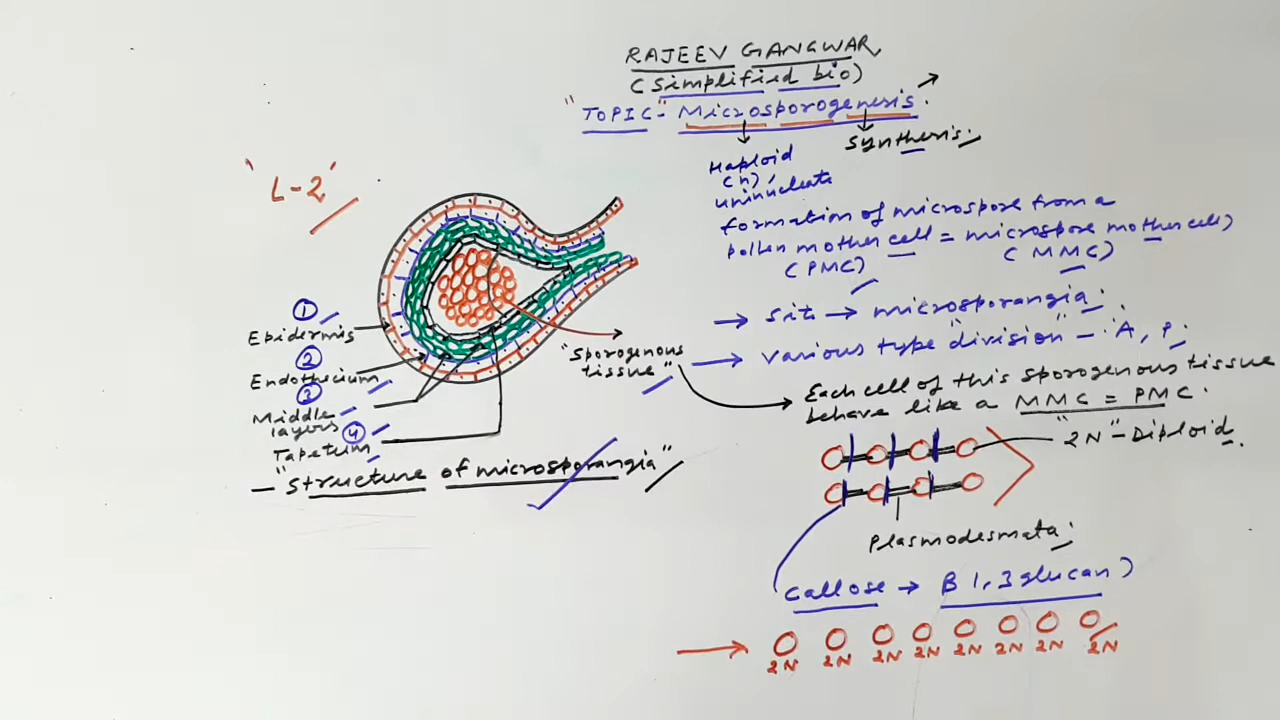 RAJEEV GANGWAR
(Simplified bio)
"TOPIC"- Microsporogenesis.
Haploid
(n),
uninucleate
Synthesis.
"L-2"
formation of microspore from a
pollen mother cell = microspore mother cell)
(PMC)
(MMC)
→ Site → microsporangia.
→ various type "division" - 'A, P.
Each cell of this sporogenous tissue
behave like a MMC = PMC.
"2N"-Diploid.
Plasmodesmata.
Callose → B 1,3 glucan)
2N 2N 2N 2N 2N 2N 2N 2N
①
Epidermis
②
Endothecium
③
Middle
layers
④
Tapetum
"Sporogenous
tissue"
- "Structure of microsporangia"